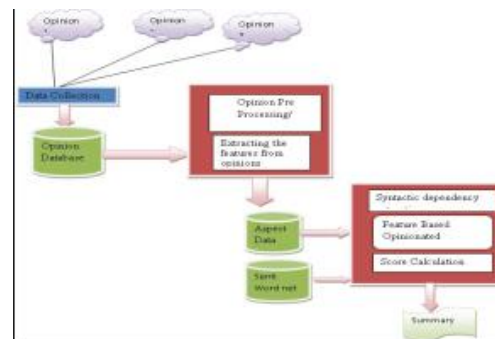 Opinion
Opinion
Opinion
Data Collection
Opinion
Database
Opinion Pre
Processing/
Extracting the
features from
opinions
Aspect
Data
Senti
Word net
Syntactic dependency
Feature Based
Opinionated
Score Calculation
Summary